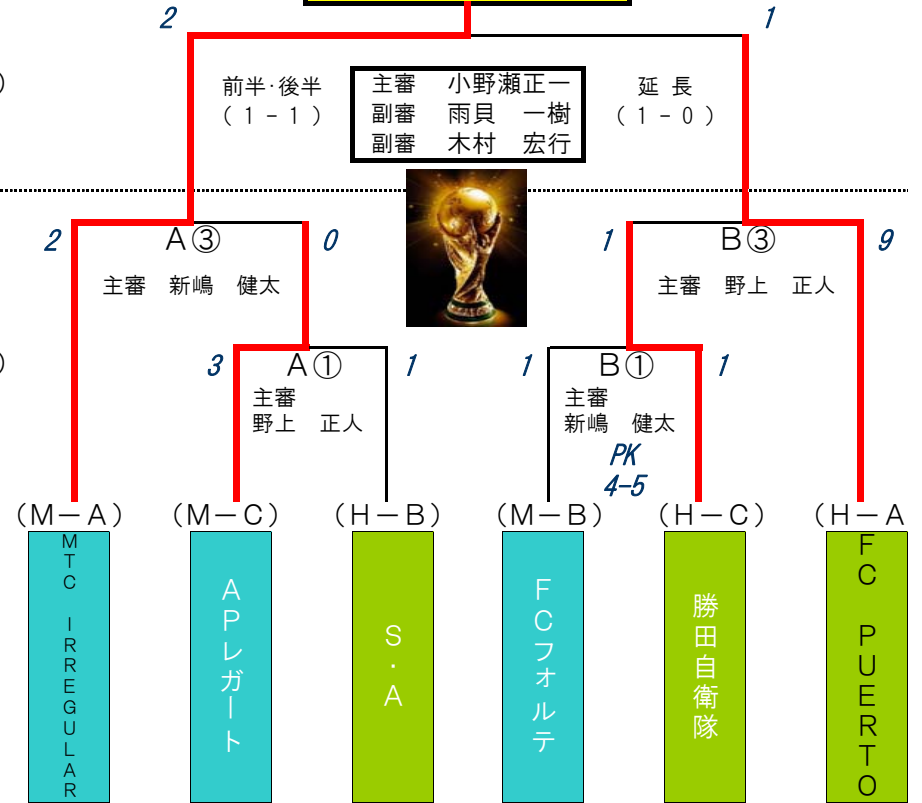 2
1
)
前半・後半
(1-1)
主審 小野瀬正一
副審 雨貝 一樹
副審 木村 宏行
延長
(1-0)
2
A③
0
1
B③
9
主審 新嶋 健太
主審 野上 正人
)
3
A①
1
1
B①
1
主審
野上 正人
主審
新嶋 健太
PK
4-5
(M-A)
(M-C)
(H-B)
(M-B)
(H-C)
(H-A
MTC IRREGULAR
APレガート
S・A
FCフォルテ
勝田自衛隊
FC PUERTO